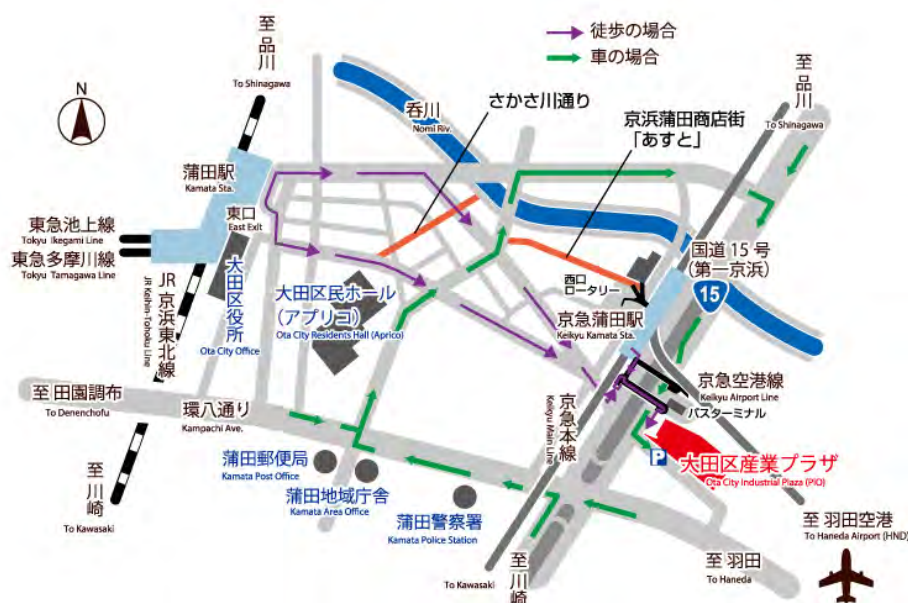 徒歩の場合
車の場合
至 品川
To Shinagawa
至 品川
To Shinagawa
N
呑川
Nomi Riv.
さかさ川通り
京浜蒲田商店街
「あすと」
蒲田駅
Kamata Sta.
東口
East Exit
東急池上線
Tokyu Ikegami Line
東急多摩川線
Tokyu Tamagawa Line
JR 京浜東北線
JR Keihin-Tohoku Line
大田区役所
Ota City Office
大田区民ホール
（アプリコ）
Ota City Residents Hall (Aprico)
西口
ロータリー
京急蒲田駅
Keikyu Kamata Sta.
国道 15 号
（第一京浜）
15
京急空港線
Keikyu Airport Line
バスターミナル
至 田園調布
To Denenchofu
環八通り
Kampachi Ave.
京急本線
Keikyu Main Line
P
大田区産業プラザ
Ota City Industrial Plaza (PiO)
蒲田郵便局
Kamata Post Office
蒲田地域庁舎
Kamata Area Office
蒲田警察署
Kamata Police Station
至 川崎
To Kawasaki
To Kawasaki
至 川崎
至 羽田
To Haneda
至 羽田空港
To Haneda Airport (HND)